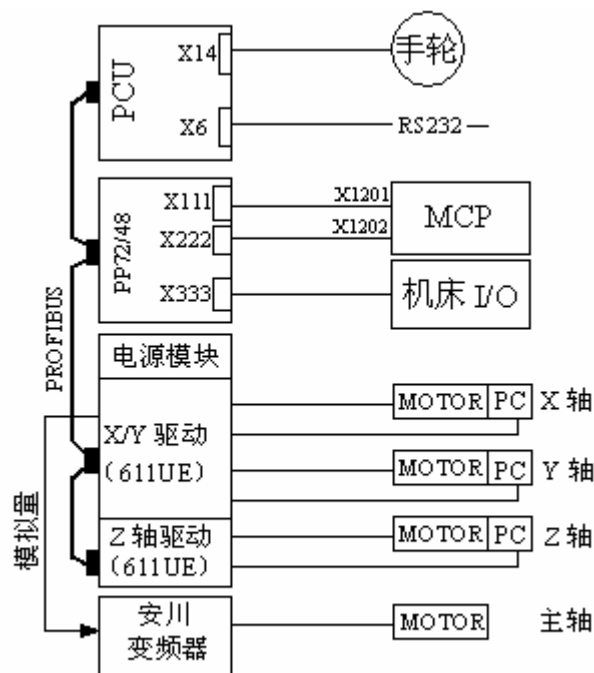 X14
手轮
PCU
X6
RS232
X111
X1201
MCP
X222
X1202
PP72/48
X333
机床 I/O
PROFIBUS
电源模块
X/Y 驱动
(611UE)
MOTOR PC X 轴
MOTOR PC Y 轴
Z 轴驱动
(611UE)
MOTOR PC Z 轴
模拟量
安川
变频器
MOTOR 主轴